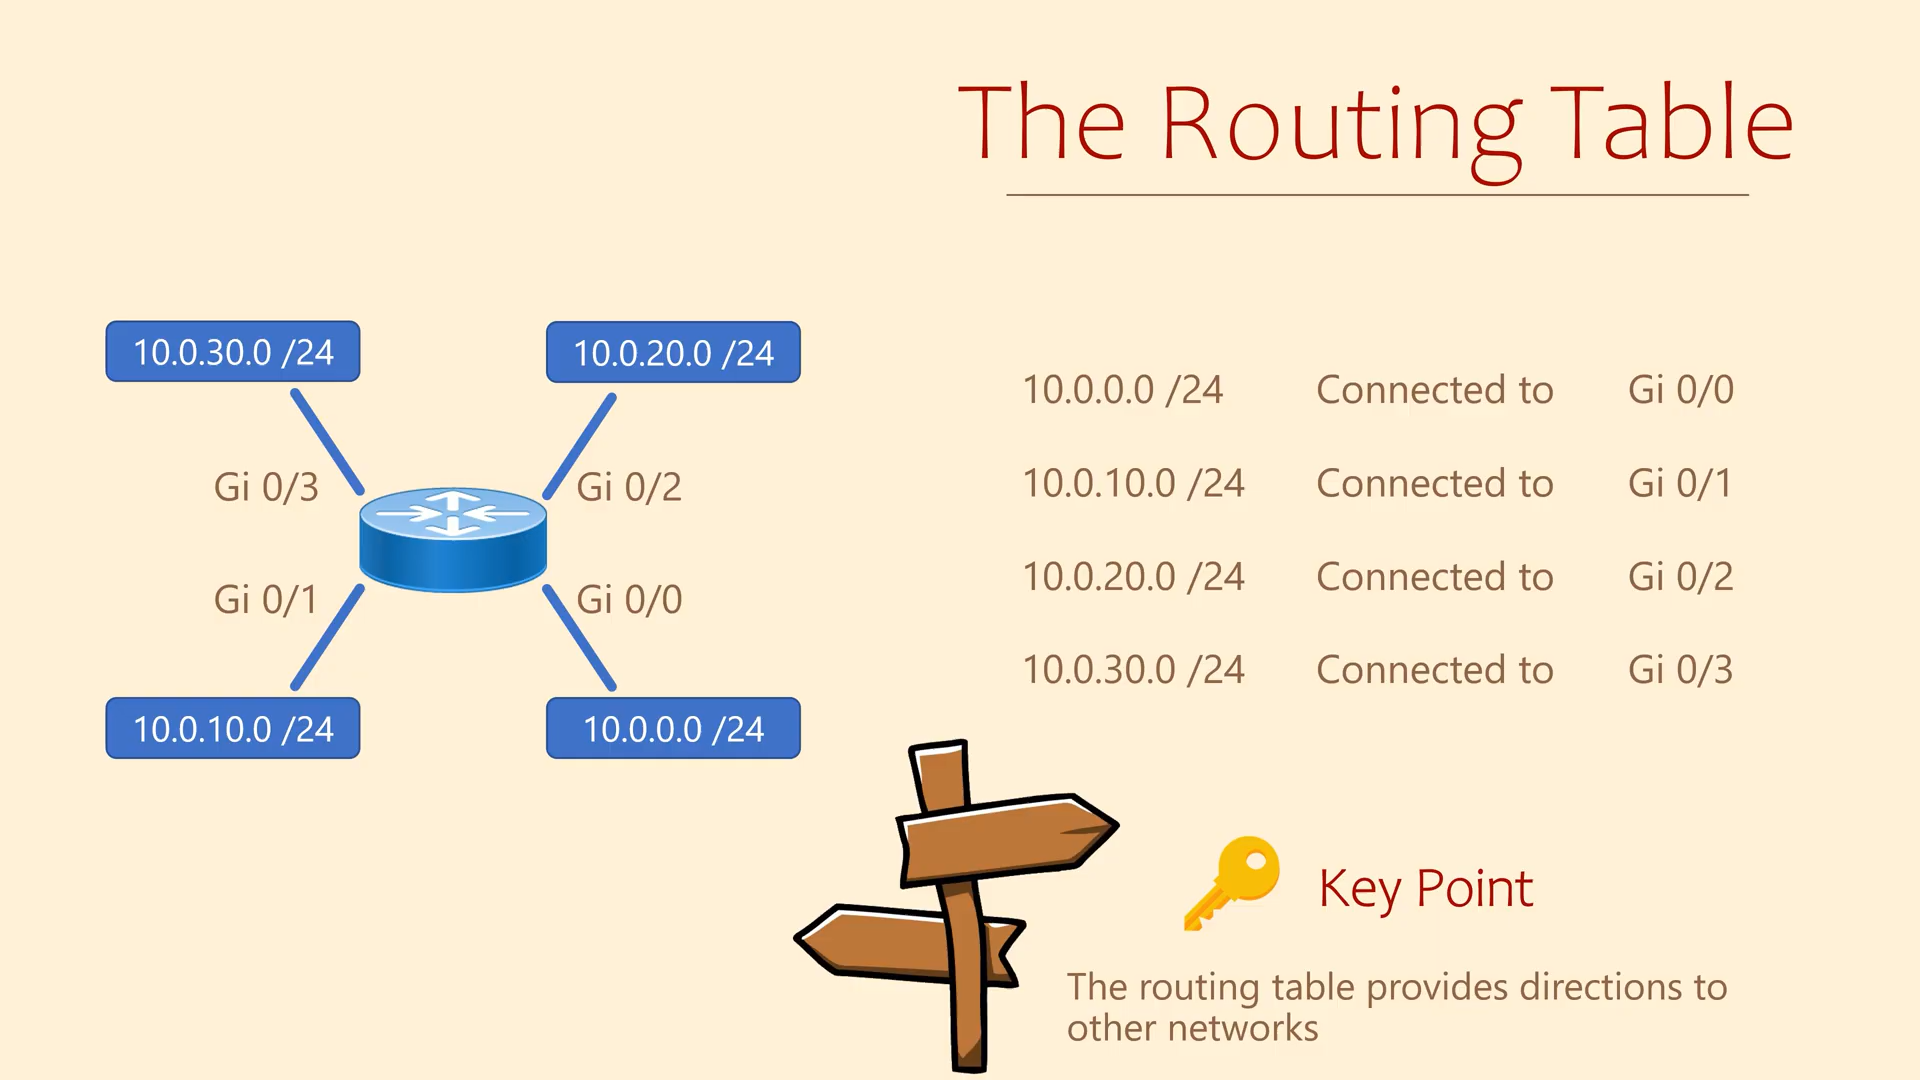 The Routing Table
10.0.30.0 /24
10.0.20.0 /24
Gi 0/3
Gi 0/2
Gi 0/1
Gi 0/0
10.0.10.0 /24
10.0.0.0 /24
10.0.0.0 /24 Connected to Gi 0/0
10.0.10.0 /24 Connected to Gi 0/1
10.0.20.0 /24 Connected to Gi 0/2
10.0.30.0 /24 Connected to Gi 0/3
Key Point
The routing table provides directions to
other networks